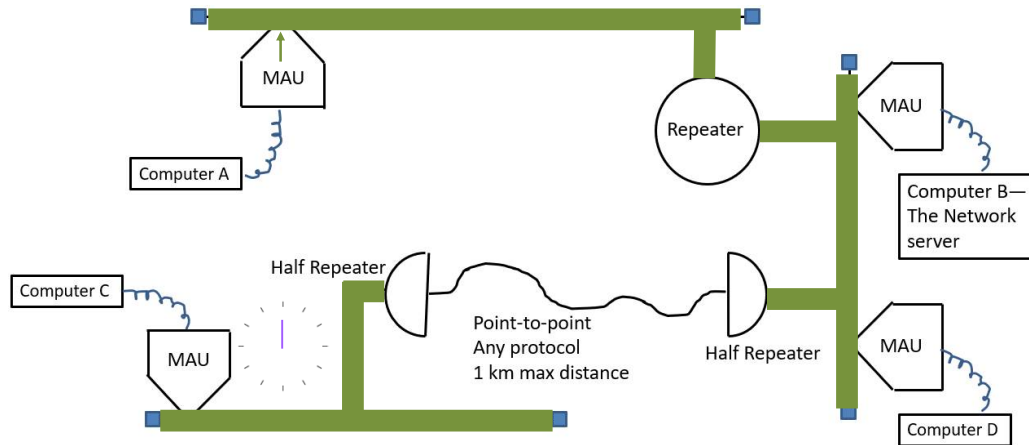 MAU
Computer A
Repeater
MAU
Computer B—
The Network
server
Half Repeater
Computer C
MAU
Point-to-point
Any protocol
1 km max distance
Half Repeater
MAU
Computer D